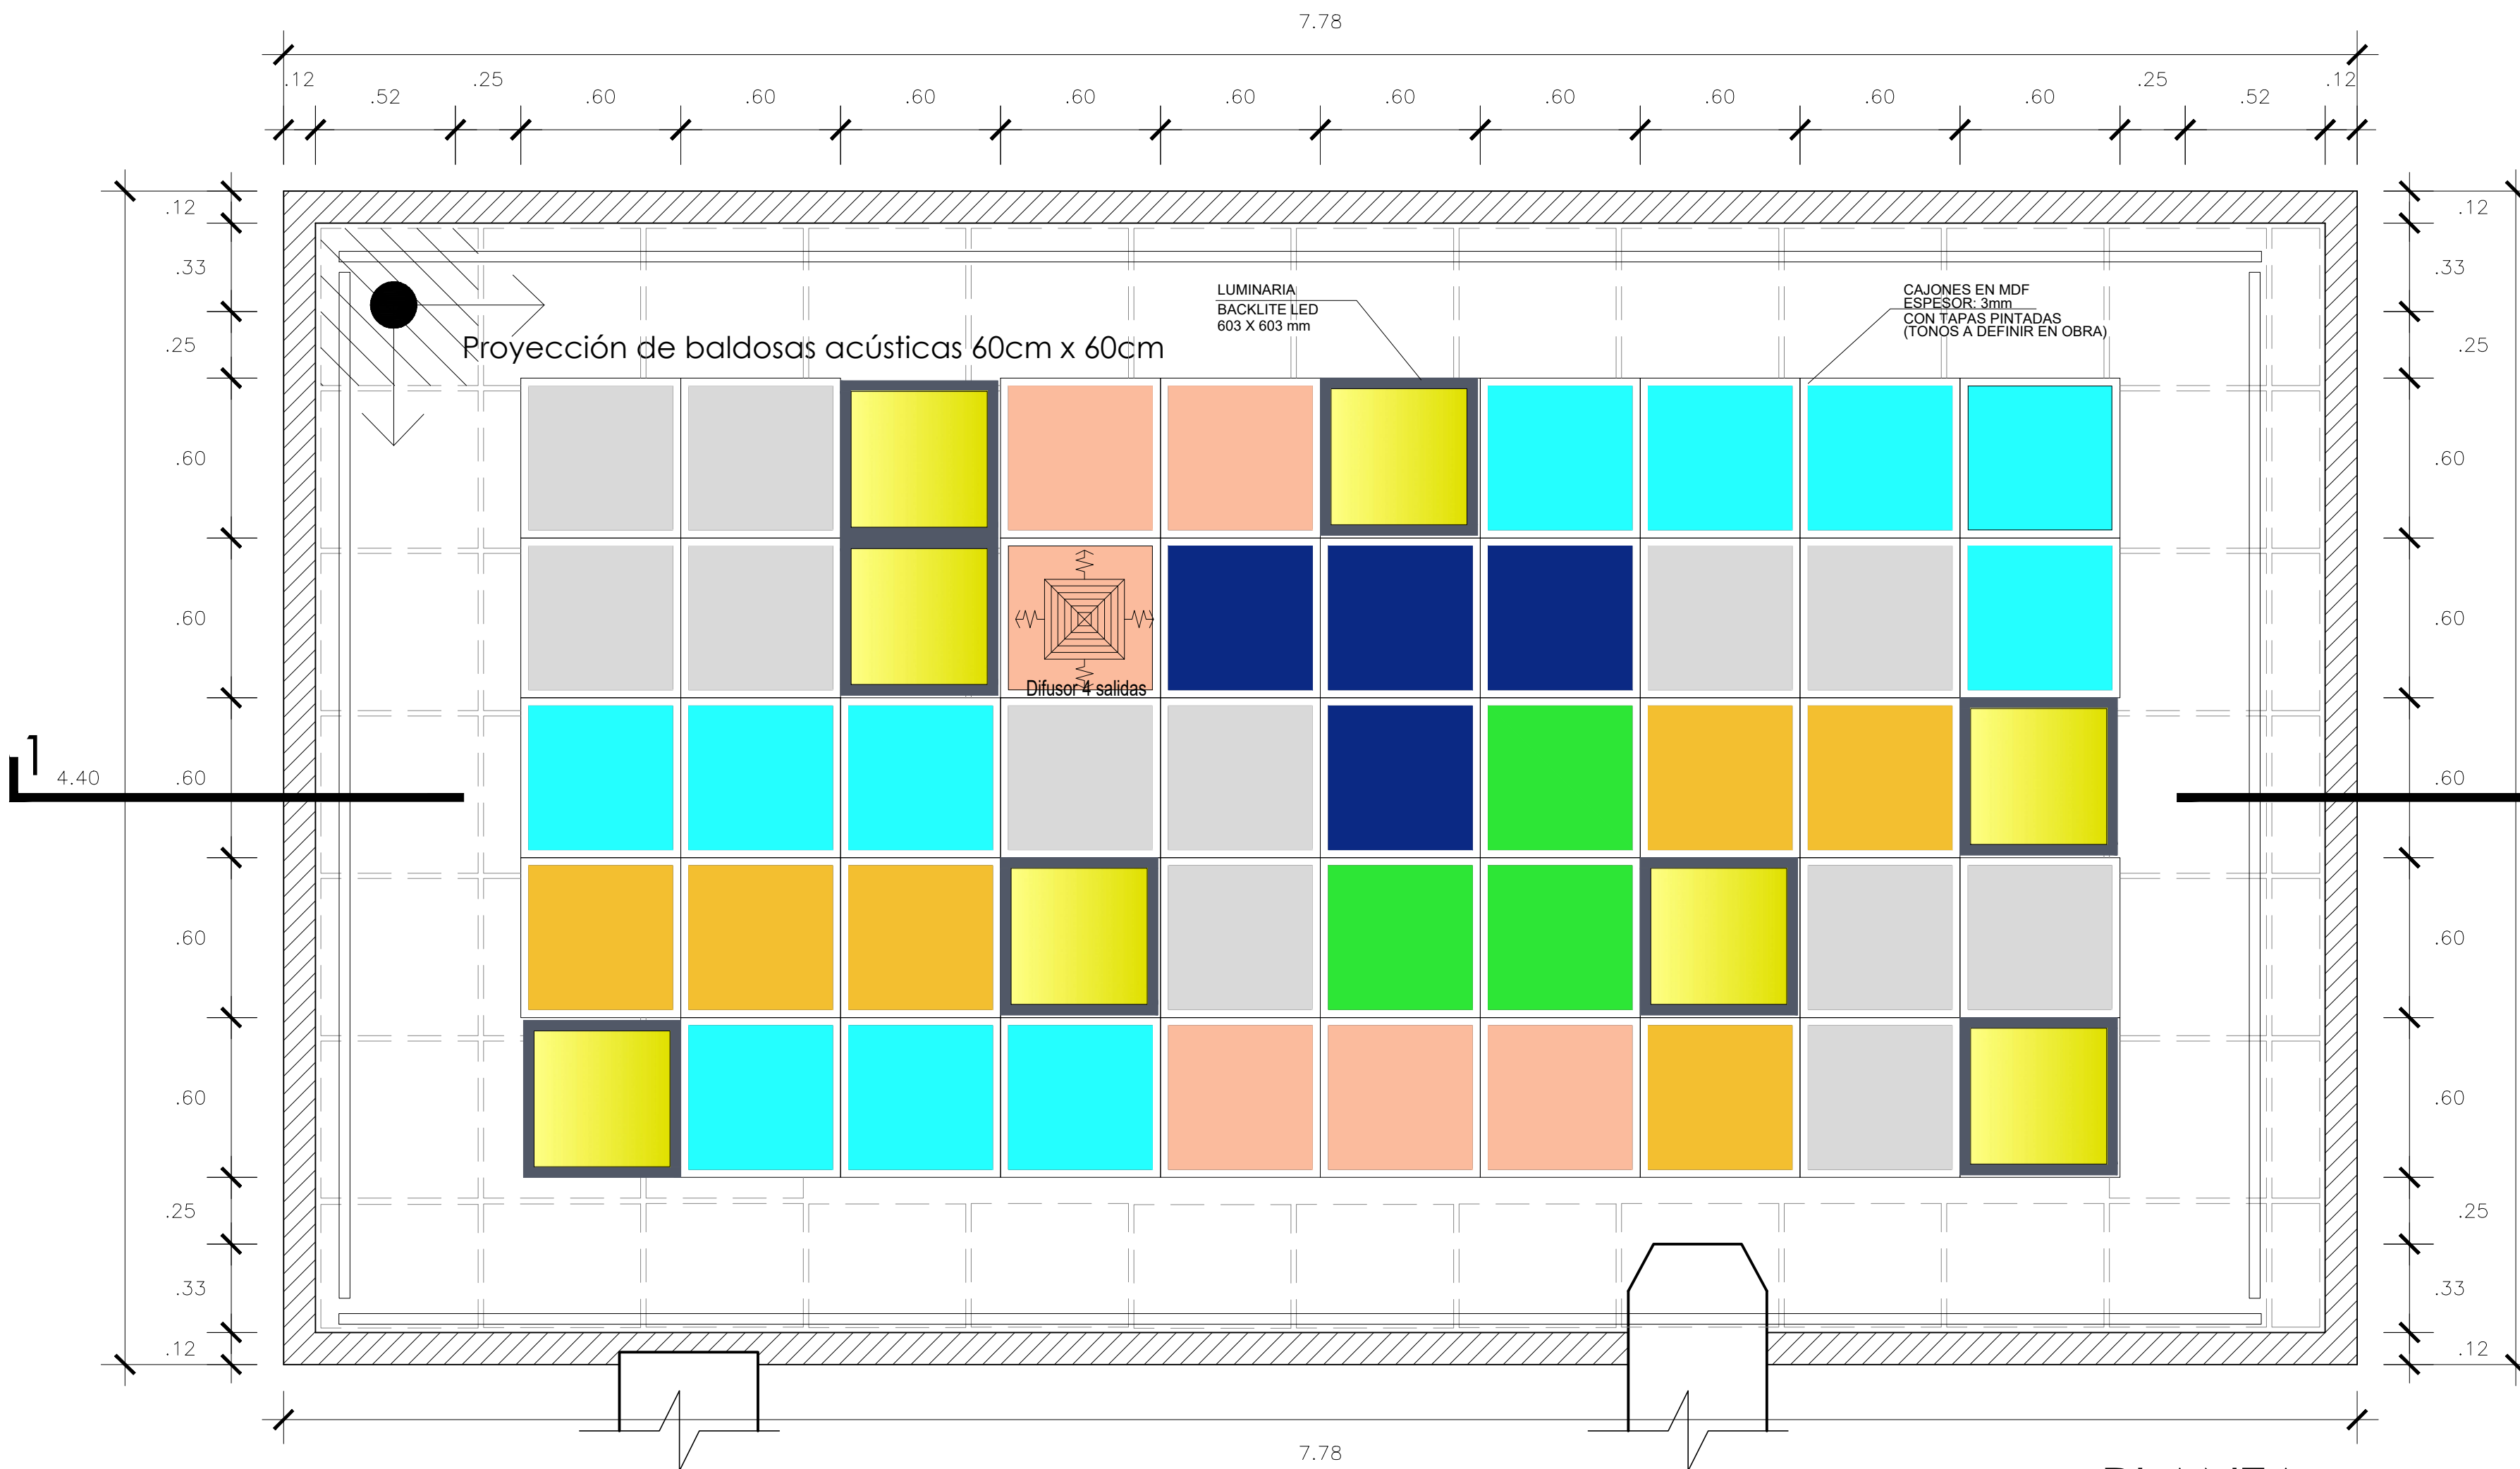 7.78
.12 .52 .25 .60 .60 .60 .60 .60 .60 .60 .60 .60 .60 .25 .52 .12
.12 .12
.33 .33
LUMINARIA
BACKLITE LED
603 X 603 mm
CAJONES EN MDF
ESPESOR: 3mm
CON TAPAS PINTADAS
(TONOS A DEFINIR EN OBRA)
.25 .25
Proyección de baldosas acústicas 60cm x 60cm
.60 .60
.60 .60
Difusor 4 salidas
1
4.40 .60 .60
.60 .60
.60 .60
.25 .25
.33 .33
.12 .12
7.78